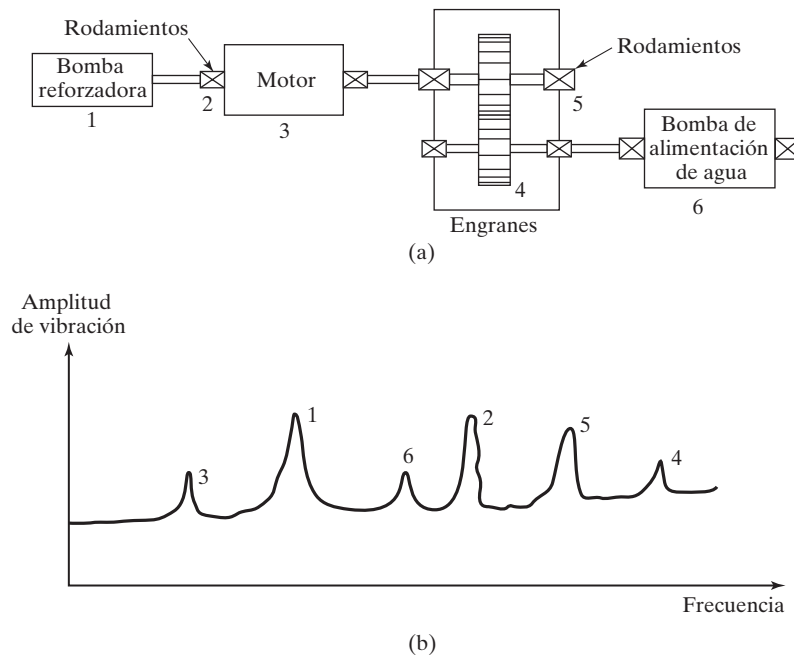 Rodamientos
Bomba
reforzadora
1
2
Motor
3
Rodamientos
5
4
Engranes
Bomba de
alimentación
de agua
6
(a)
Amplitud
de vibración
3
1
6
2
5
4
Frecuencia
(b)